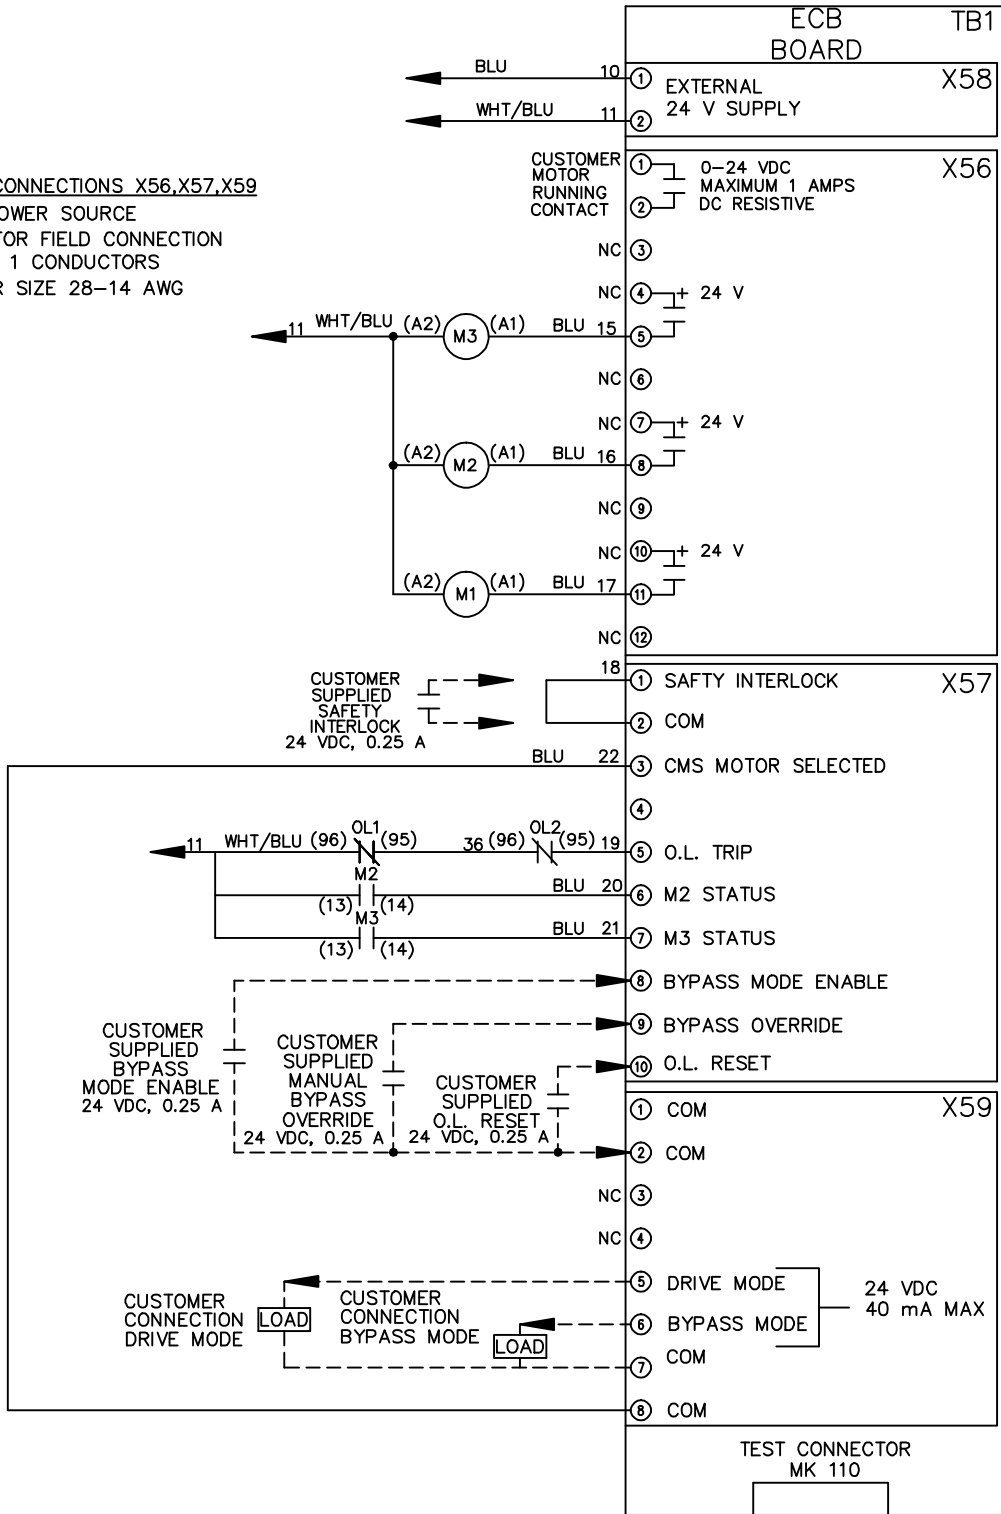 ECB TB1
BOARD
BLU 10 1 EXTERNAL X58
WHT/BLU 11 2 24 V SUPPLY
CONNECTIONS X56,X57,X59
OWER SOURCE
TOR FIELD CONNECTION
1 CONDUCTORS
R SIZE 28-14 AWG
CUSTOMER
MOTOR
RUNNING
CONTACT
1 0-24 VDC X56
MAXIMUM 1 AMPS
2 DC RESISTIVE
NC 3
NC 4 + 24 V
11 WHT/BLU (A2) M3 (A1) BLU 15 5
NC 6
NC 7 + 24 V
(A2) M2 (A1) BLU 16 8
NC 9
NC 10 + 24 V
(A2) M1 (A1) BLU 17 11
NC 12
CUSTOMER
SUPPLIED
SAFETY
INTERLOCK
24 VDC, 0.25 A
18 1 SAFTY INTERLOCK X57
2 COM
BLU 22 3 CMS MOTOR SELECTED
4
11 WHT/BLU (96) OL1 (95) 36 (96) OL2 (95) 19 5 O.L. TRIP
M2
(13) (14) BLU 20 6 M2 STATUS
M3
(13) (14) BLU 21 7 M3 STATUS
8 BYPASS MODE ENABLE
9 BYPASS OVERRIDE
10 O.L. RESET
CUSTOMER
SUPPLIED
BYPASS
MODE ENABLE
24 VDC, 0.25 A
CUSTOMER
SUPPLIED
MANUAL
BYPASS
OVERRIDE
24 VDC, 0.25 A
CUSTOMER
SUPPLIED
O.L. RESET
24 VDC, 0.25 A
1 COM X59
2 COM
NC 3
NC 4
5 DRIVE MODE
6 BYPASS MODE
24 VDC
40 mA MAX
7 COM
8 COM
CUSTOMER
CONNECTION
DRIVE MODE
LOAD
CUSTOMER
CONNECTION
BYPASS MODE
LOAD
TEST CONNECTOR
MK 110